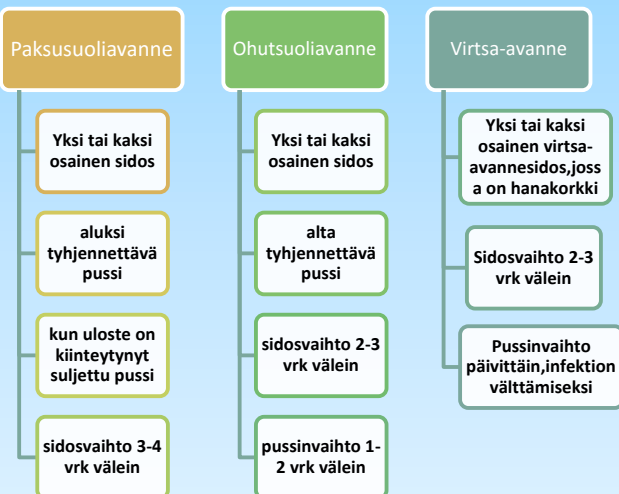 Paksusuoliavanne
Yksi tai kaksi
osainen sidos
aluksi
tyhjennettävä
pussi
kun uloste on
kiinteytynyt
suljettu pussi
sidosvaihto 3-4
vrk välein
Ohutsuoliavanne
Yksi tai kaksi
osainen sidos
alta
tyhjennettävä
pussi
sidosvaihto 2-3
vrk välein
pussinvaihto 1-
2 vrk välein
Virtsa-avanne
Yksi tai kaksi
osainen virtsa-
avannesidos,joss
a on hanakorkki
Sidosvaihto 2-3
vrk välein
Pussinvaihto
päivittäin,infektion
välttämiseksi